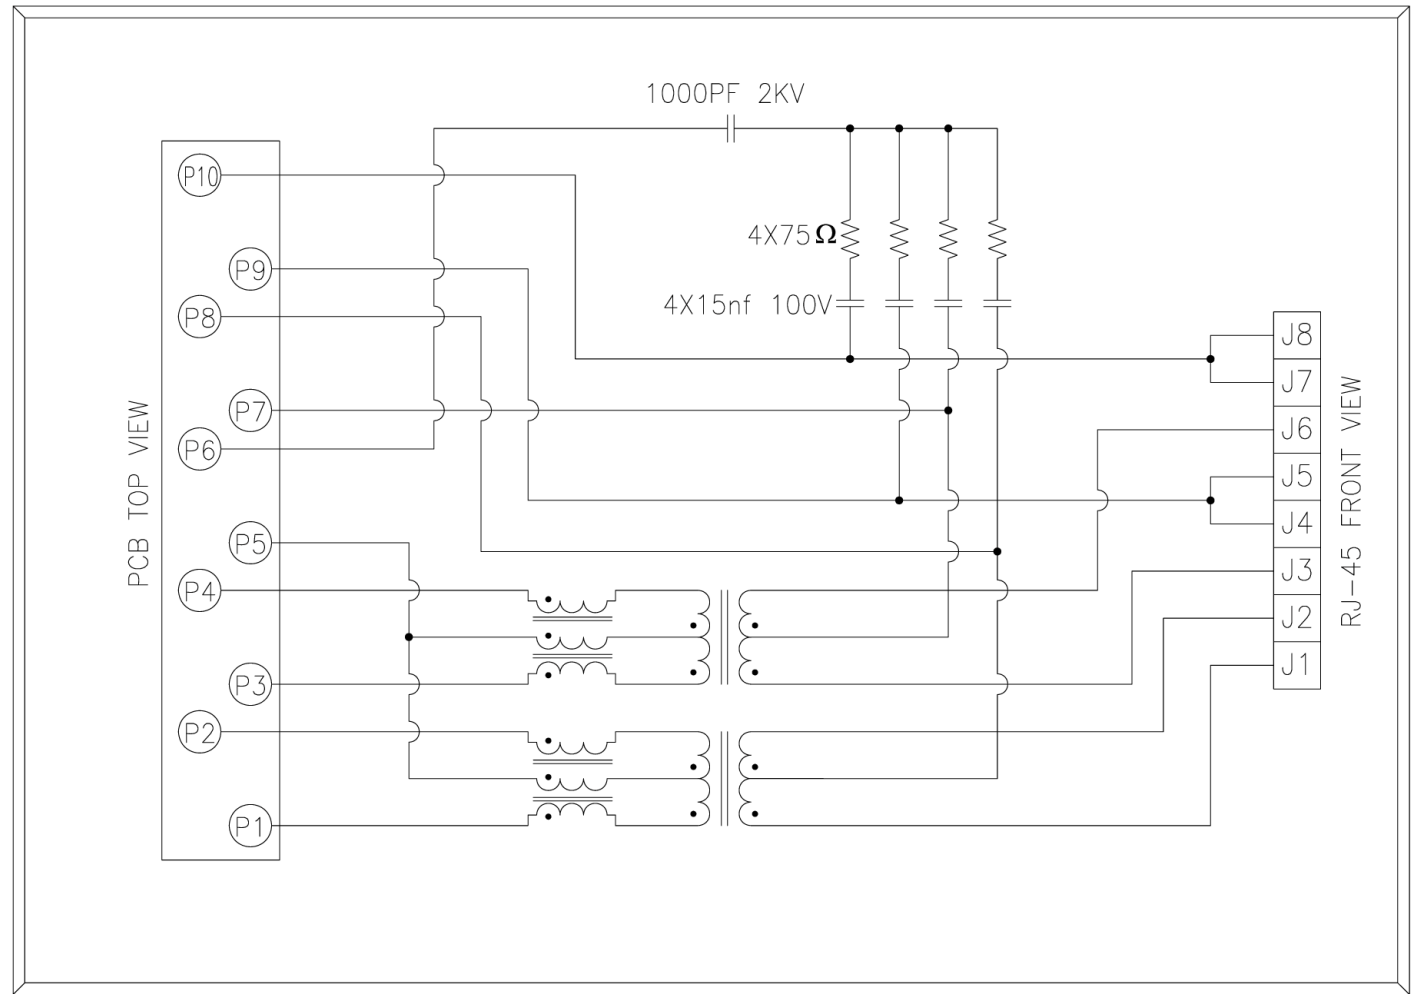 1000PF 2KV
P10
4X75Ω
P9
4X15nf 100V
P8
J8
J7
P7
J6
P6
J5
J4
P5
J3
P4
J2
J1
P3
P2
P1
PCB TOP VIEW
RJ-45 FRONT VIEW